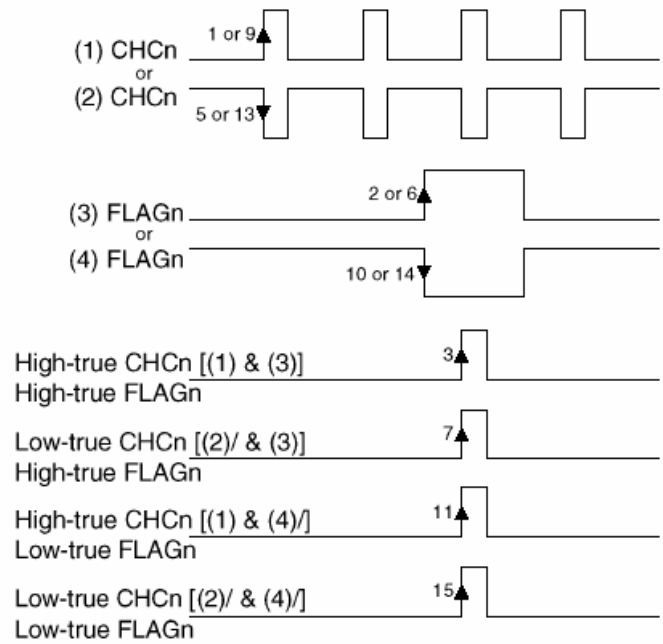 1 or 9
(1) CHCn
or
(2) CHCn
5 or 13
2 or 6
(3) FLAGn
or
(4) FLAGn
10 or 14
High-true CHCn [(1) & (3)]
High-true FLAGn
3
Low-true CHCn [(2)/ & (3)]
High-true FLAGn
7
High-true CHCn [(1) & (4)/]
Low-true FLAGn
11
Low-true CHCn [(2)/ & (4)/]
Low-true FLAGn
15